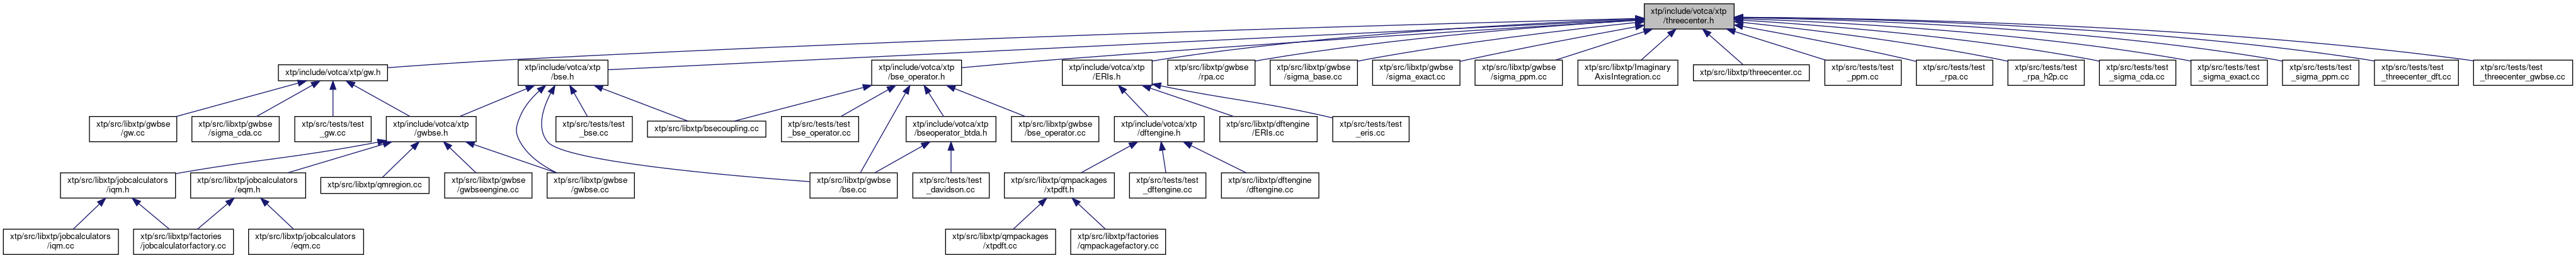 xtp/include/votca/xtp
/threecenter.h
xtp/include/votca/xtp/gw.h
xtp/include/votca/xtp
/bse.h
xtp/include/votca/xtp
/bse_operator.h
xtp/include/votca/xtp
/ERIs.h
xtp/src/libxtp/gwbse
/rpa.cc
xtp/src/libxtp/gwbse
/sigma_base.cc
xtp/src/libxtp/gwbse
/sigma_exact.cc
xtp/src/libxtp/gwbse
/sigma_ppm.cc
xtp/src/libxtp/Imaginary
AxisIntegration.cc
xtp/src/libxtp/threecenter.cc
xtp/src/tests/test
_ppm.cc
xtp/src/tests/test
_rpa.cc
xtp/src/tests/test
_rpa_h2p.cc
xtp/src/tests/test
_sigma_cda.cc
xtp/src/tests/test
_sigma_exact.cc
xtp/src/tests/test
_sigma_ppm.cc
xtp/src/tests/test
_threecenter_dft.cc
xtp/src/tests/test
_threecenter_gwbse.cc
xtp/src/libxtp/gwbse
/gw.cc
xtp/src/libxtp/gwbse
/sigma_cda.cc
xtp/src/tests/test
_gw.cc
xtp/include/votca/xtp
/gwbse.h
xtp/src/tests/test
_bse.cc
xtp/src/libxtp/bsecoupling.cc
xtp/src/tests/test
_bse_operator.cc
xtp/include/votca/xtp
/bseoperator_btda.h
xtp/src/libxtp/gwbse
/bse_operator.cc
xtp/include/votca/xtp
/dftengine.h
xtp/src/libxtp/dftengine
/ERIs.cc
xtp/src/tests/test
_eris.cc
xtp/src/libxtp/jobcalculators
/iqm.h
xtp/src/libxtp/jobcalculators
/eqm.h
xtp/src/libxtp/qmregion.cc
xtp/src/libxtp/gwbse
/gwbseengine.cc
xtp/src/libxtp/gwbse
/gwbse.cc
xtp/src/libxtp/gwbse
/bse.cc
xtp/src/tests/test
_davidson.cc
xtp/src/libxtp/qmpackages
/xtpdft.h
xtp/src/tests/test
_dftengine.cc
xtp/src/libxtp/dftengine
/dftengine.cc
xtp/src/libxtp/jobcalculators
/iqm.cc
xtp/src/libxtp/factories
/jobcalculatorfactory.cc
xtp/src/libxtp/jobcalculators
/eqm.cc
xtp/src/libxtp/qmpackages
/xtpdft.cc
xtp/src/libxtp/factories
/qmpackagefactory.cc